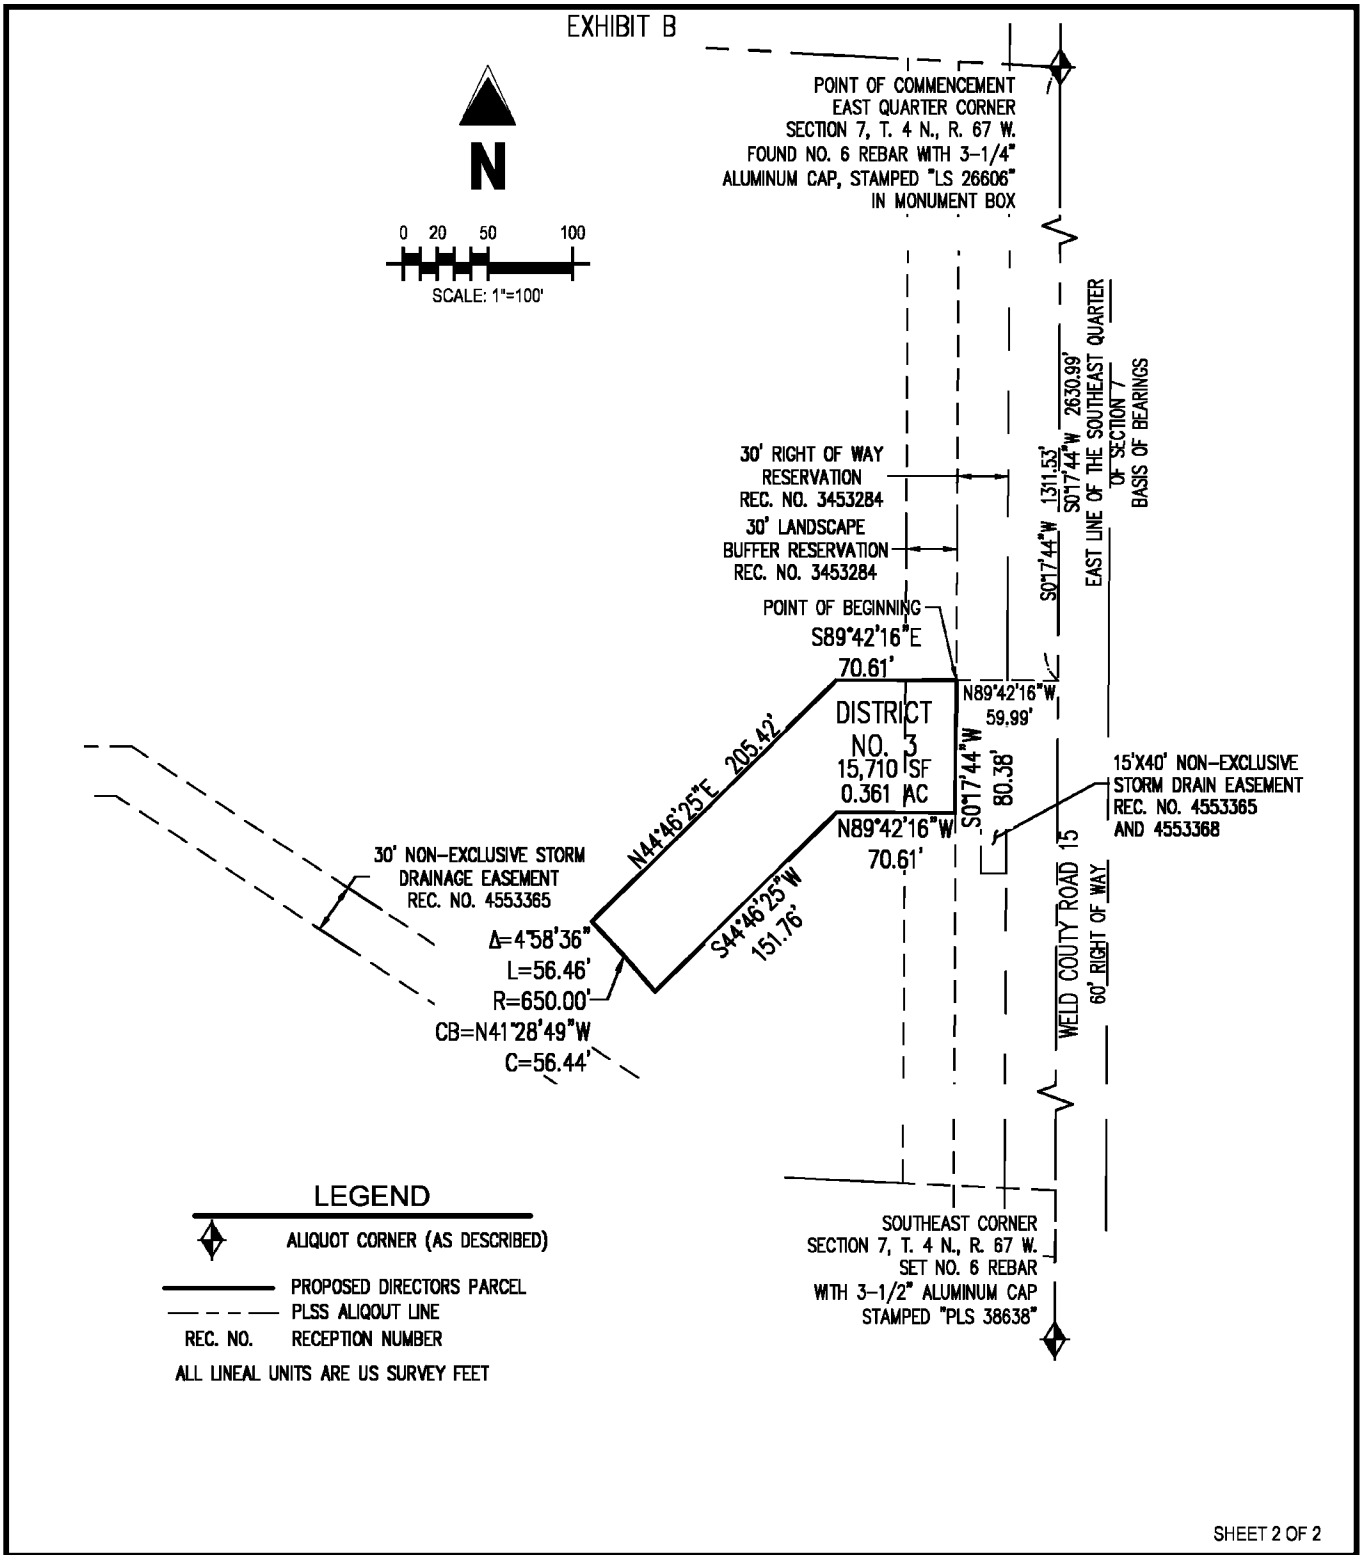 EXHIBIT B
POINT OF COMMENCEMENT
EAST QUARTER CORNER
SECTION 7, T. 4 N., R. 67 W.
FOUND NO. 6 REBAR WITH 3-1/4"
ALUMINUM CAP, STAMPED "LS 26606"
IN MONUMENT BOX
N
0 20 50 100
SCALE: 1"=100'
S0°17'44"W 1311.53'
S0°17'44"W 2630.99'
EAST LINE OF THE SOUTHEAST QUARTER
OF SECTION 7
BASIS OF BEARINGS
30' RIGHT OF WAY
RESERVATION
REC. NO. 3453284
30' LANDSCAPE
BUFFER RESERVATION
REC. NO. 3453284
POINT OF BEGINNING
S89°42'16"E
70.61'
N89°42'16"W
59.99'
DISTRICT
NO. 3
15,710 SF
0.361 AC
S0°17'44"W
80.38'
N44°46'25"E 205.42'
N89°42'16"W
70.61'
S44°46'25"W
151.76'
15'X40' NON-EXCLUSIVE
STORM DRAIN EASEMENT
REC. NO. 4553365
AND 4553368
WELD COUTY ROAD 15
60' RIGHT OF WAY
30' NON-EXCLUSIVE STORM
DRAINAGE EASEMENT
REC. NO. 4553365
Δ=4°58'36"
L=56.46'
R=650.00'
CB=N41°28'49"W
C=56.44'
LEGEND
ALIQUOT CORNER (AS DESCRIBED)
PROPOSED DIRECTORS PARCEL
PLSS ALIQOUT LINE
REC. NO. RECEPTION NUMBER
ALL LINEAL UNITS ARE US SURVEY FEET
SOUTHEAST CORNER
SECTION 7, T. 4 N., R. 67 W.
SET NO. 6 REBAR
WITH 3-1/2" ALUMINUM CAP
STAMPED "PLS 38638"
SHEET 2 OF 2